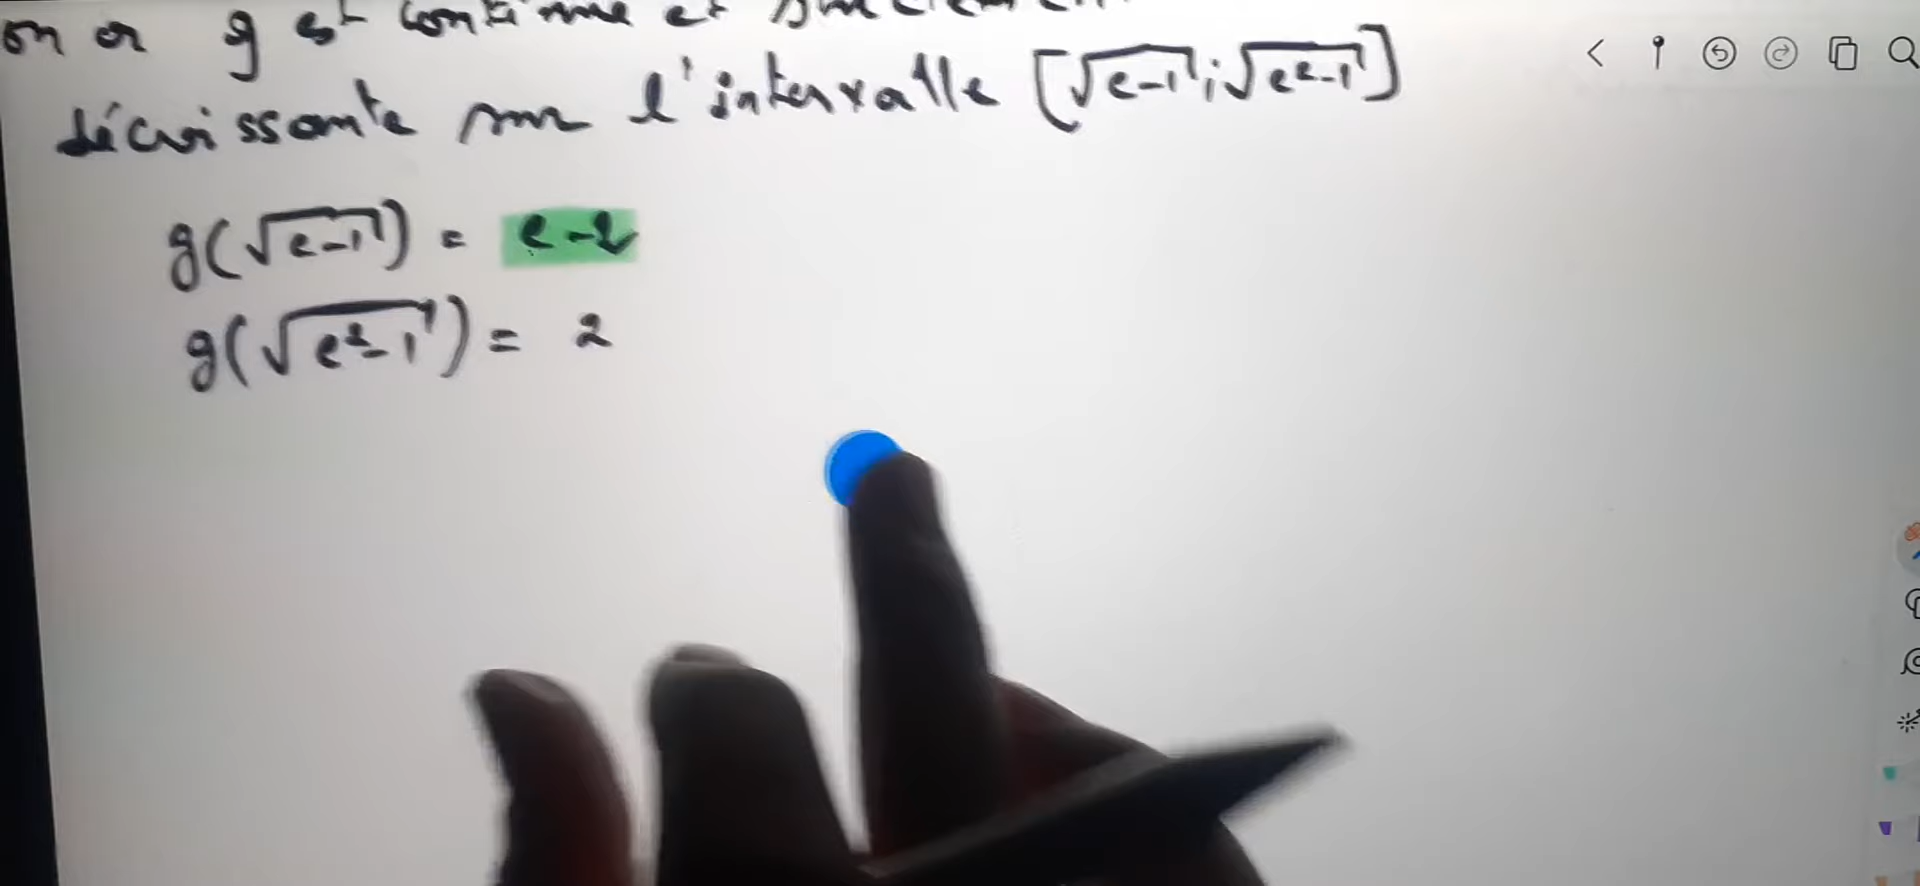 on a g est continue et
décroissante sur l'intervalle [√e-1 ; √e²-1]
g(√e-1) = e-2
g(√e²-1) = 2